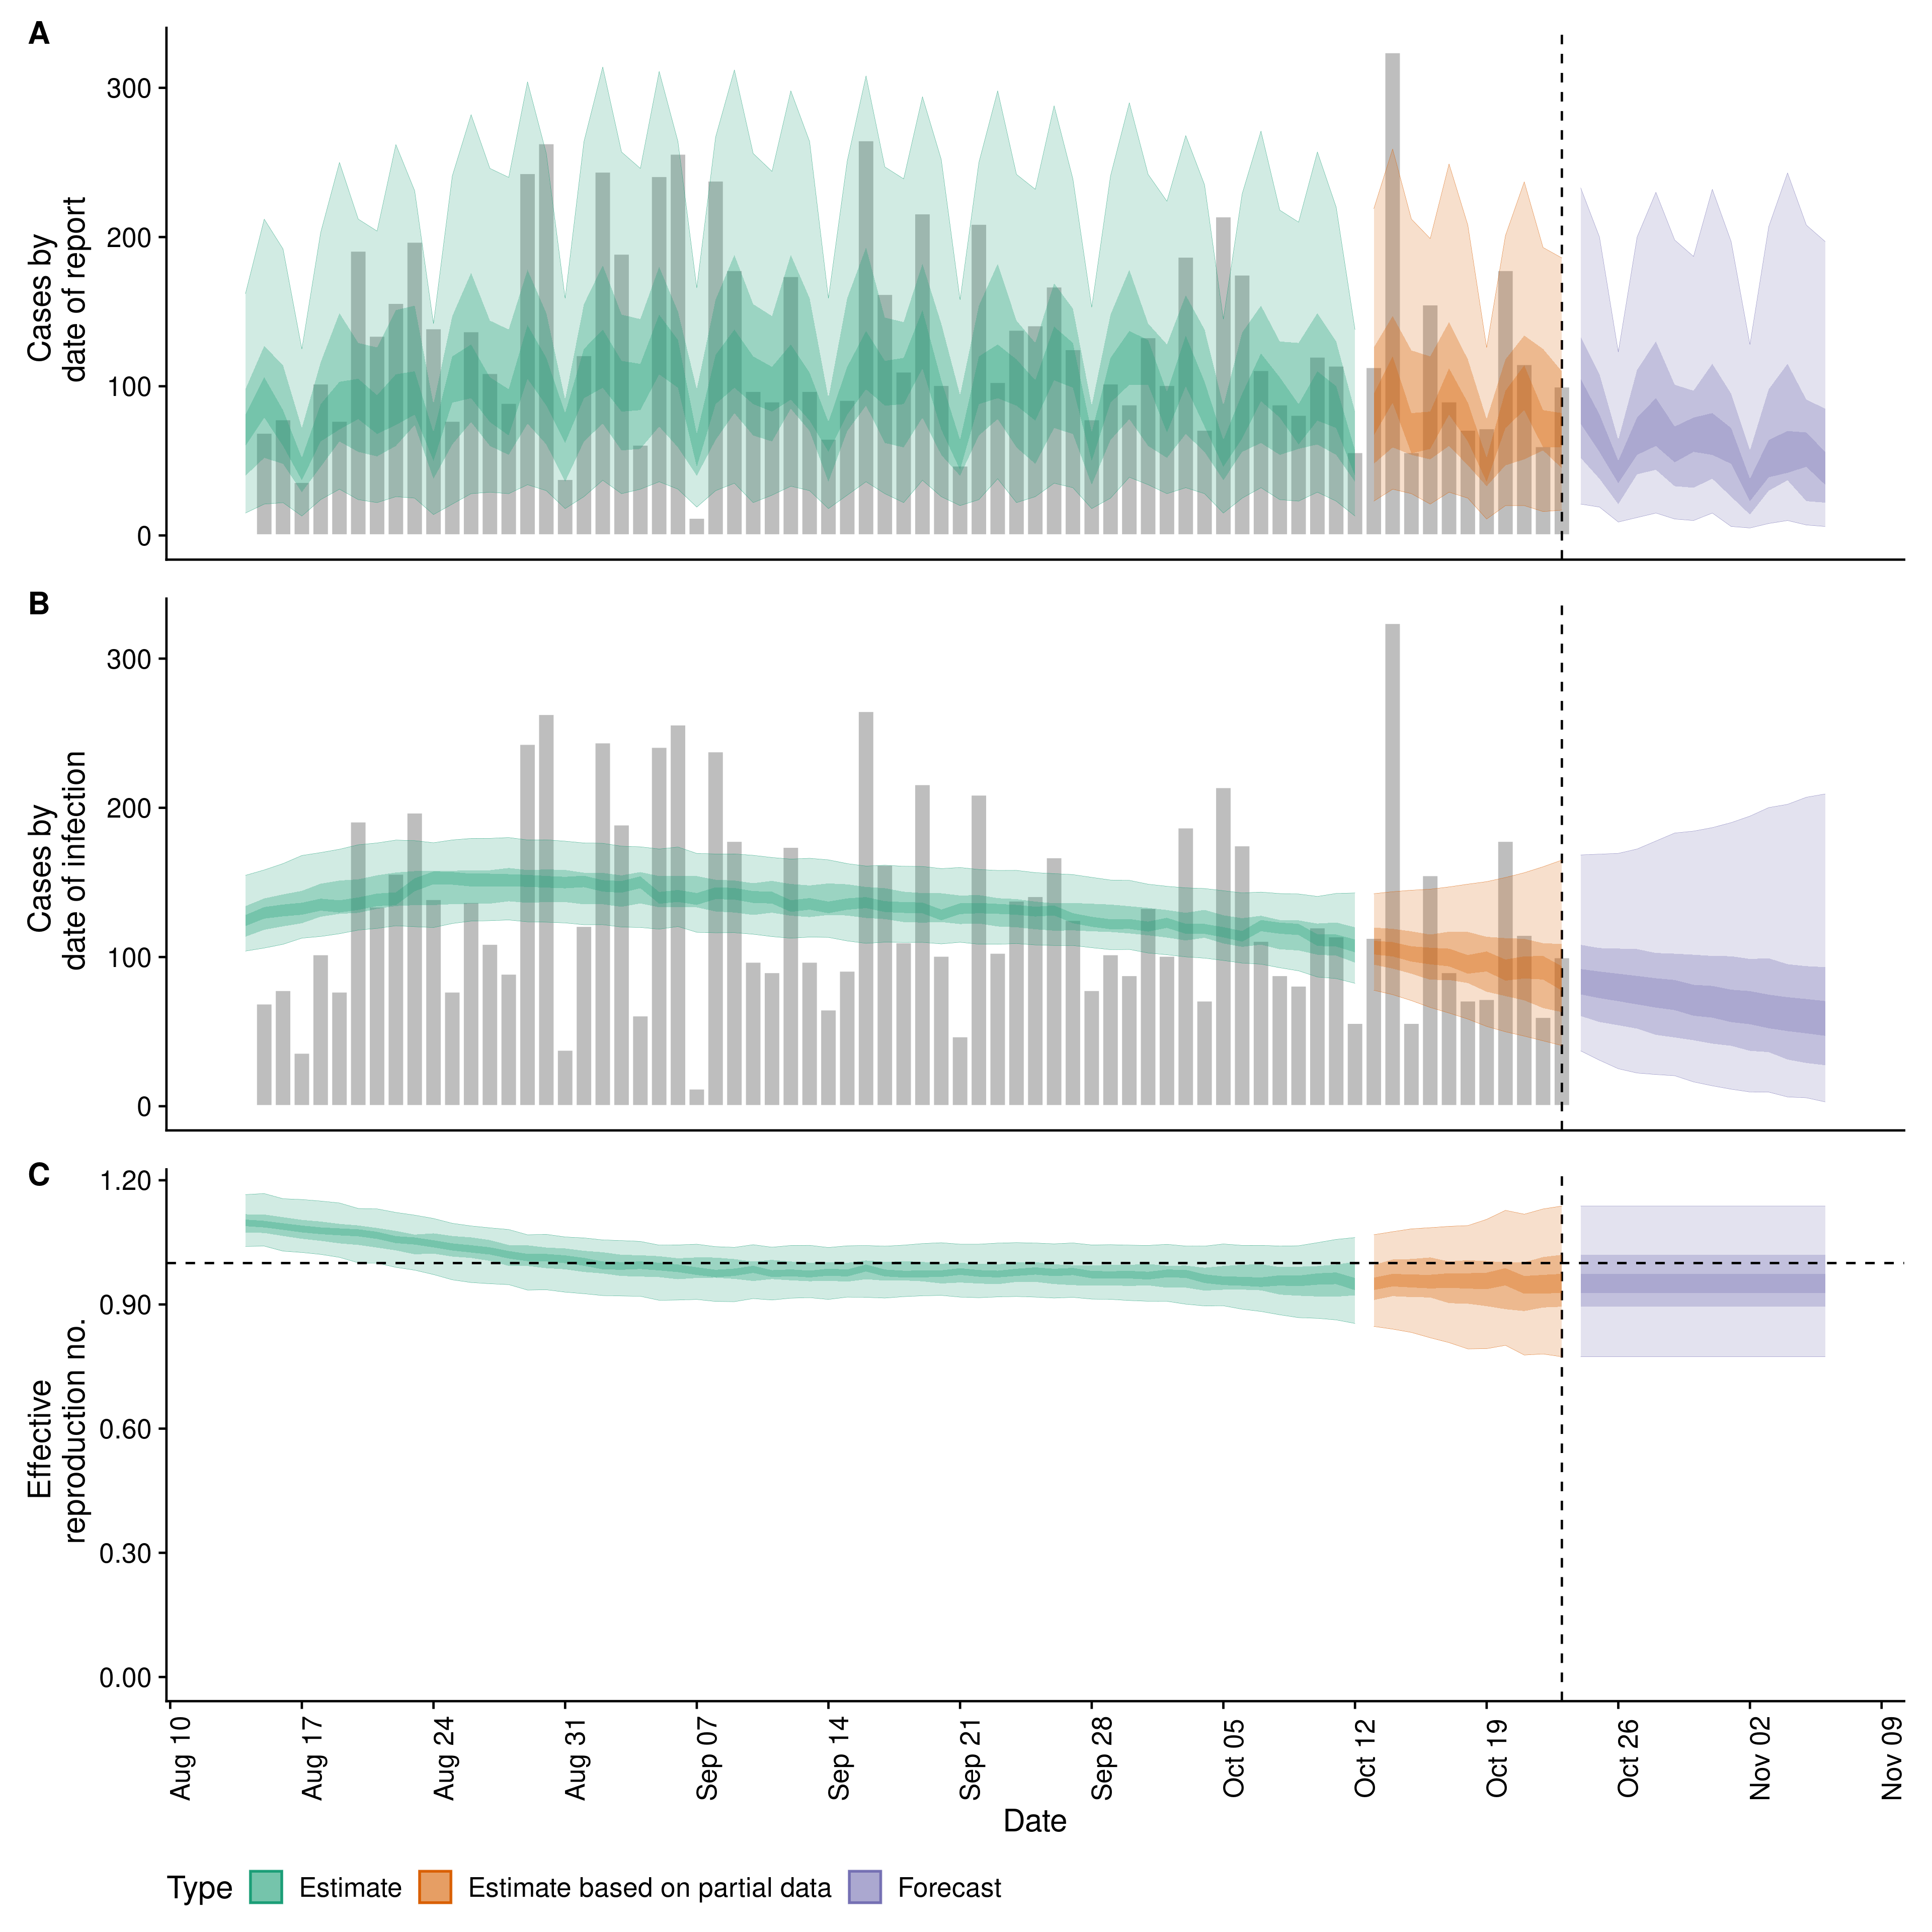 A
Cases by
date of report
300
200
100
0
B
Cases by
date of infection
300
200
100
0
C
Effective
reproduction no.
1.20
0.90
0.60
0.30
0.00
Aug 10
Aug 17
Aug 24
Aug 31
Sep 07
Sep 14
Sep 21
Sep 28
Oct 05
Oct 12
Oct 19
Oct 26
Nov 02
Nov 09
Date
Type Estimate Estimate based on partial data Forecast